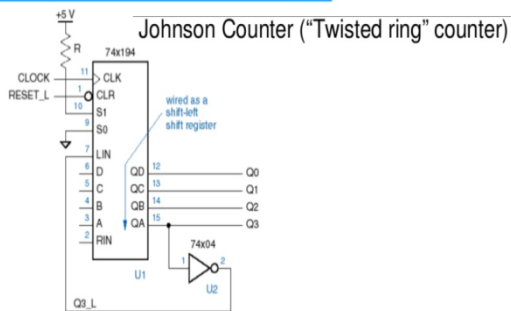 Johnson Counter ("Twisted ring" counter)
+5 V
R
74x194
CLOCK 11 CLK
RESET_L 1 CLR
10 S1
9 S0
7 LIN
6 D QD 12 Q0
5 C QC 13 Q1
4 B QB 14 Q2
3 A QA 15 Q3
2 RIN
wired as a
shift-left
shift register
74x04
1 2
U1
U2
Q3_L